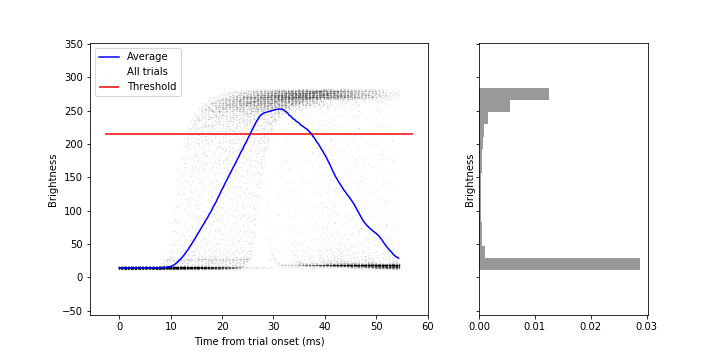 350
300
250
200
150
100
50
0
−50
Brightness
Average
All trials
Threshold
0 10 20 30 40 50 60
Time from trial onset (ms)
Brightness
0.00 0.01 0.02 0.03